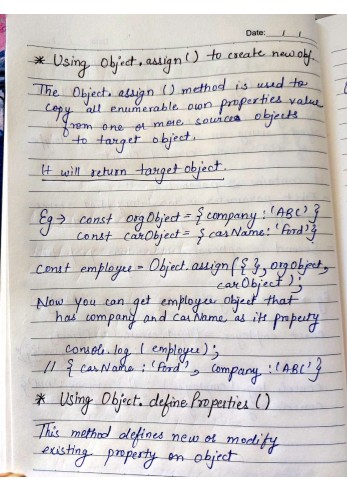 Date: / /
* Using Object.assign() to create new obj.
The Object.assign () method is used to
copy all enumerable own properties value
from one or more source objects
to target object.
It will return target object.
Eg → const orgObject = { company : 'ABC' }
const carObject = { carName : 'Ford' }
const employee = Object.assign ({ }, orgObject,
carObject );
Now you can get employee object that
has company and carName as its property
console.log ( employee );
// { carName : 'Ford', company : 'ABC' }
* Using Object.defineProperties ()
This method defines new or modify
existing property on object